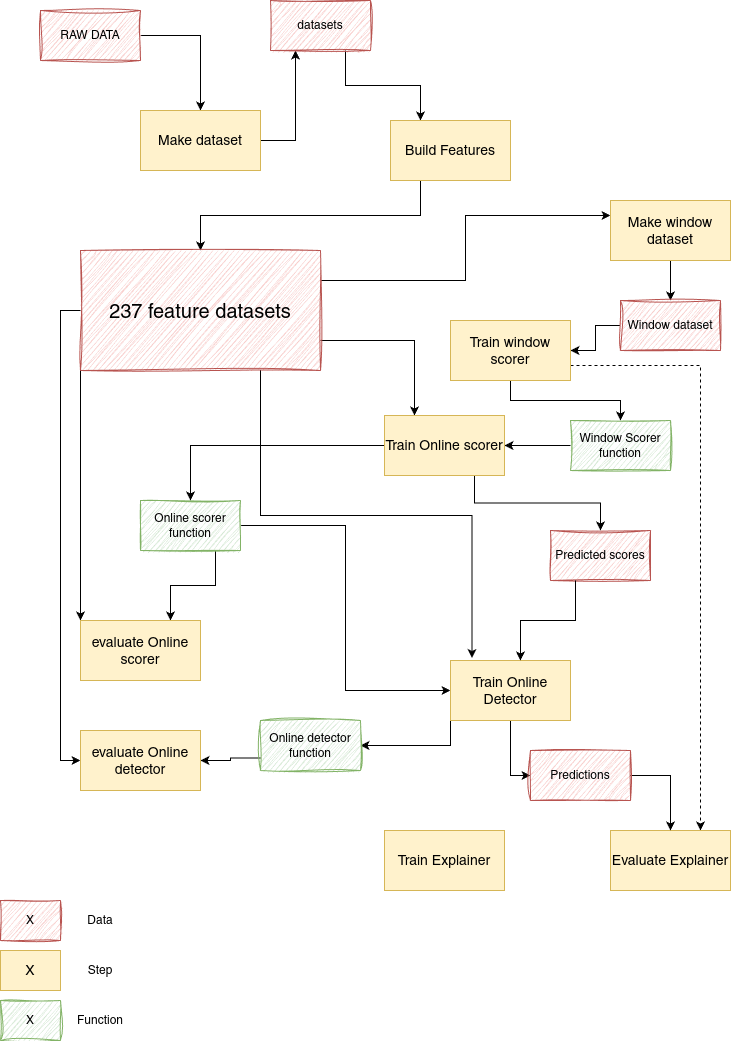 RAW DATA
datasets
Make dataset
Build Features
Make window
dataset
237 feature datasets
Window dataset
Train window
scorer
Train Online scorer
Window Scorer
function
Online scorer
function
Predicted scores
evaluate Online
scorer
Train Online
Detector
Online detector
function
evaluate Online
detector
Predictions
Train Explainer
Evaluate Explainer
X Data
X Step
X Function